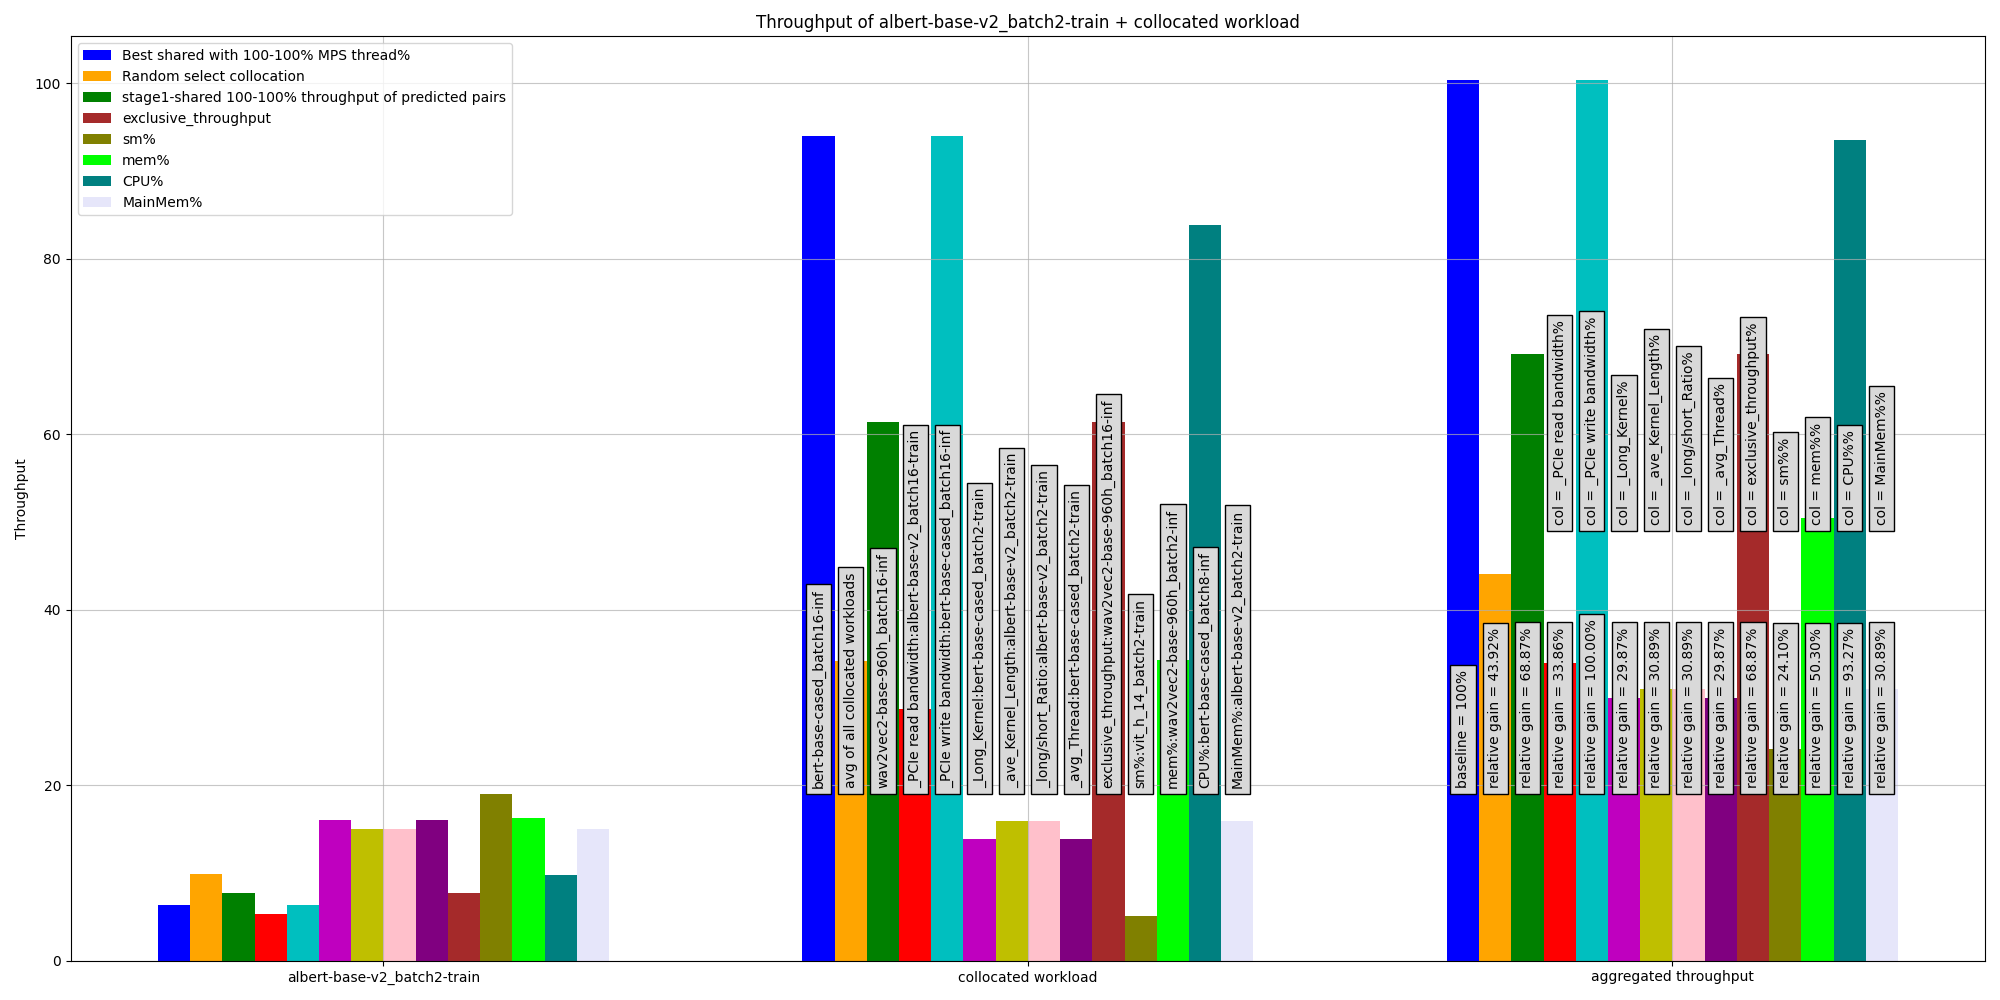 Throughput of albert-base-v2_batch2-train + collocated workload
Best shared with 100-100% MPS thread%
Random select collocation
stage1-shared 100-100% throughput of predicted pairs
exclusive_throughput
sm%
mem%
CPU%
MainMem%
Throughput
100
80
60
40
20
0
bert-base-cased_batch16-inf
avg of all collocated workloads
wav2vec2-base-960h_batch16-inf
_PCIe read bandwidth:albert-base-v2_batch16-train
_PCIe write bandwidth:bert-base-cased_batch16-inf
_Long_Kernel:bert-base-cased_batch2-train
_ave_Kernel_Length:albert-base-v2_batch2-train
_long/short_Ratio:albert-base-v2_batch2-train
_avg_Thread:bert-base-cased_batch2-train
exclusive_throughput:wav2vec2-base-960h_batch16-inf
sm%:vit_h_14_batch2-train
mem%:wav2vec2-base-960h_batch2-inf
CPU%:bert-base-cased_batch8-inf
MainMem%:albert-base-v2_batch2-train
col = _PCIe read bandwidth%
col = _PCIe write bandwidth%
col = _Long_Kernel%
col = _ave_Kernel_Length%
col = _long/short_Ratio%
col = _avg_Thread%
col = exclusive_throughput%
col = sm%%
col = mem%%
col = CPU%%
col = MainMem%%
baseline = 100%
relative gain = 43.92%
relative gain = 68.87%
relative gain = 33.86%
relative gain = 100.00%
relative gain = 29.87%
relative gain = 30.89%
relative gain = 30.89%
relative gain = 29.87%
relative gain = 68.87%
relative gain = 24.10%
relative gain = 50.30%
relative gain = 93.27%
relative gain = 30.89%
albert-base-v2_batch2-train
collocated workload
aggregated throughput